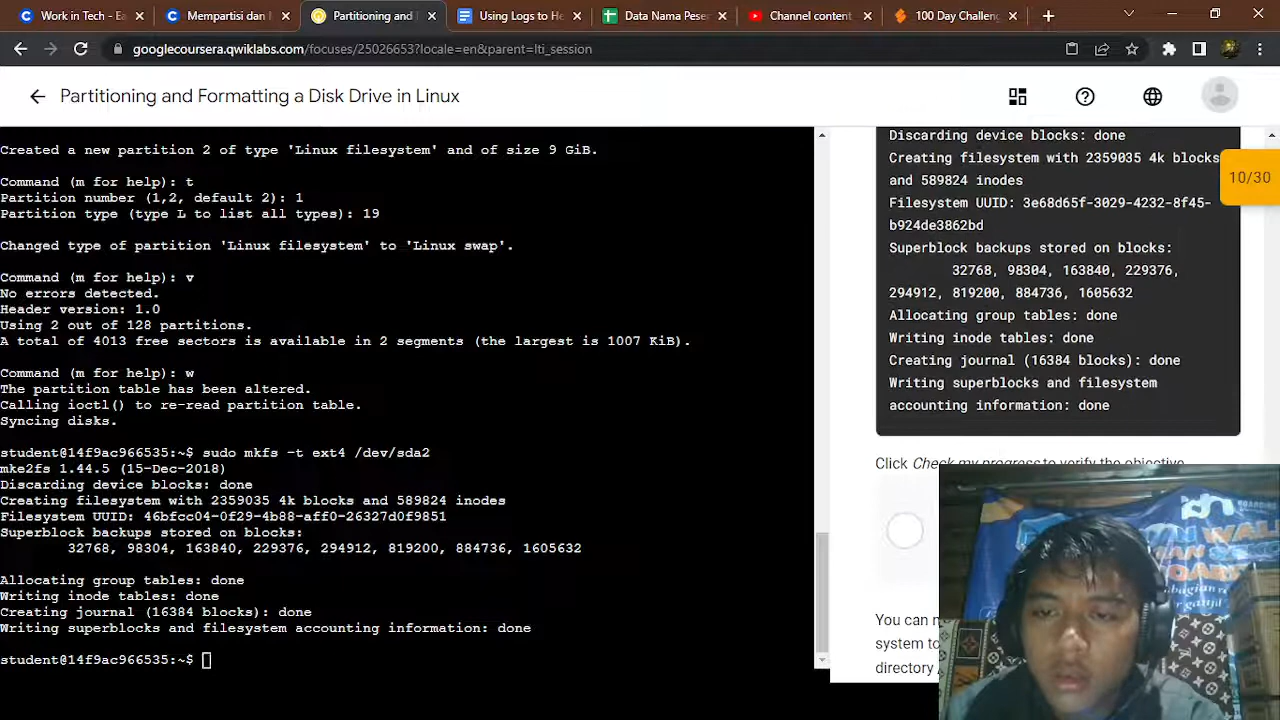 Work in Tech - Ea
Mempartisi dan
Partitioning and
Using Logs to He
Data Nama Pese
Channel content
100 Day Challeng
googlecoursera.qwiklabs.com/focuses/25026653?locale=en&parent=lti_session
Partitioning and Formatting a Disk Drive in Linux
Created a new partition 2 of type 'Linux filesystem' and of size 9 GiB.
Command (m for help): t
Partition number (1,2, default 2): 1
Partition type (type L to list all types): 19
Changed type of partition 'Linux filesystem' to 'Linux swap'.
Command (m for help): v
No errors detected.
Header version: 1.0
Using 2 out of 128 partitions.
A total of 4013 free sectors is available in 2 segments (the largest is 1007 KiB).
Command (m for help): w
The partition table has been altered.
Calling ioctl() to re-read partition table.
Syncing disks.
student@14f9ac966535:~$ sudo mkfs -t ext4 /dev/sda2
mke2fs 1.44.5 (15-Dec-2018)
Discarding device blocks: done
Creating filesystem with 2359035 4k blocks and 589824 inodes
Filesystem UUID: 46bfcc04-0f29-4b88-aff0-26327d0f9851
Superblock backups stored on blocks:
32768, 98304, 163840, 229376, 294912, 819200, 884736, 1605632
Allocating group tables: done
Writing inode tables: done
Creating journal (16384 blocks): done
Writing superblocks and filesystem accounting information: done
student@14f9ac966535:~$
Discarding device blocks: done
Creating filesystem with 2359035 4k blocks
and 589824 inodes
Filesystem UUID: 3e68d65f-3029-4232-8f45-
b924de3862bd
Superblock backups stored on blocks:
32768, 98304, 163840, 229376,
294912, 819200, 884736, 1605632
Allocating group tables: done
Writing inode tables: done
Creating journal (16384 blocks): done
Writing superblocks and filesystem
accounting information: done
10/30
Click Check my progress to verify the objective.
You can
system to
directory